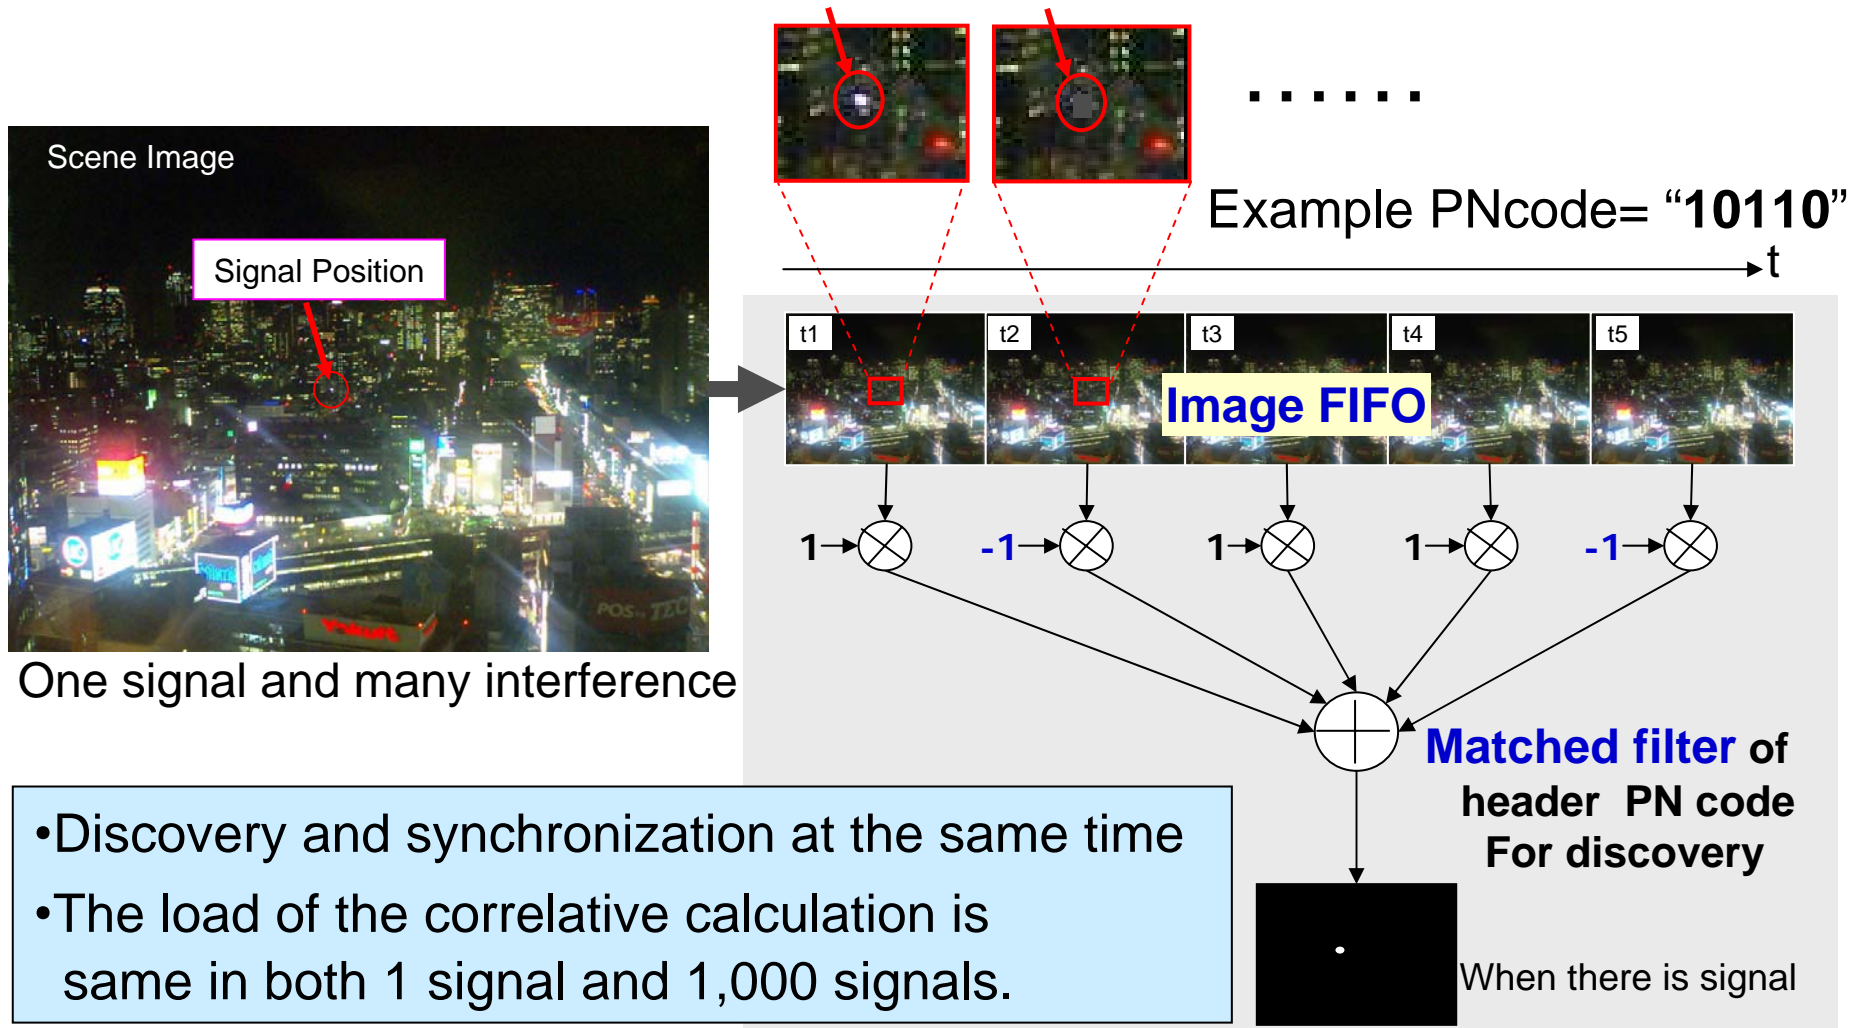 Scene Image
Signal Position
One signal and many interference
......
Example PNcode= “10110”
t
t1
t2
t3
t4
t5
Image FIFO
1
-1
1
1
-1
Matched filter of
header PN code
For discovery
When there is signal
•Discovery and synchronization at the same time
•The load of the correlative calculation is
same in both 1 signal and 1,000 signals.
POS
TEC
Yakult